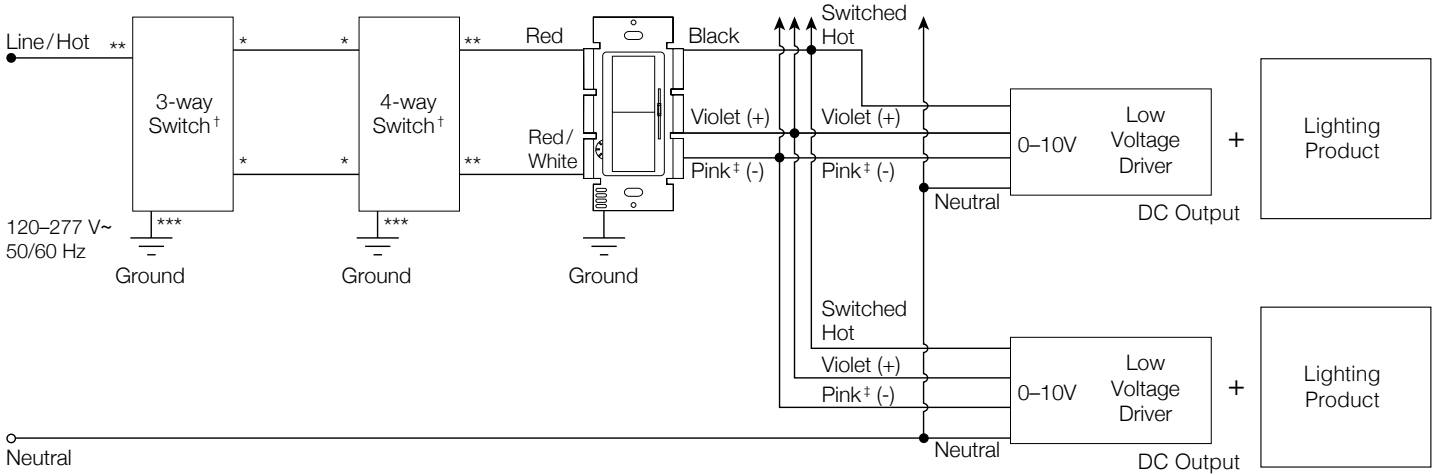 Line/Hot
**
3-way
Switch†
*
*
*
*
4-way
Switch†
**
**
Red
Red/
White
Black
Violet (+)
Pink‡ (-)
Switched
Hot
Violet (+)
Pink‡ (-)
Neutral
0–10V
Low
Voltage
Driver
DC Output
+
Lighting
Product
120–277 V~
50/60 Hz
***
Ground
***
Ground
Ground
Switched
Hot
Violet (+)
Pink‡ (-)
Neutral
0–10V
Low
Voltage
Driver
DC Output
+
Lighting
Product
Neutral